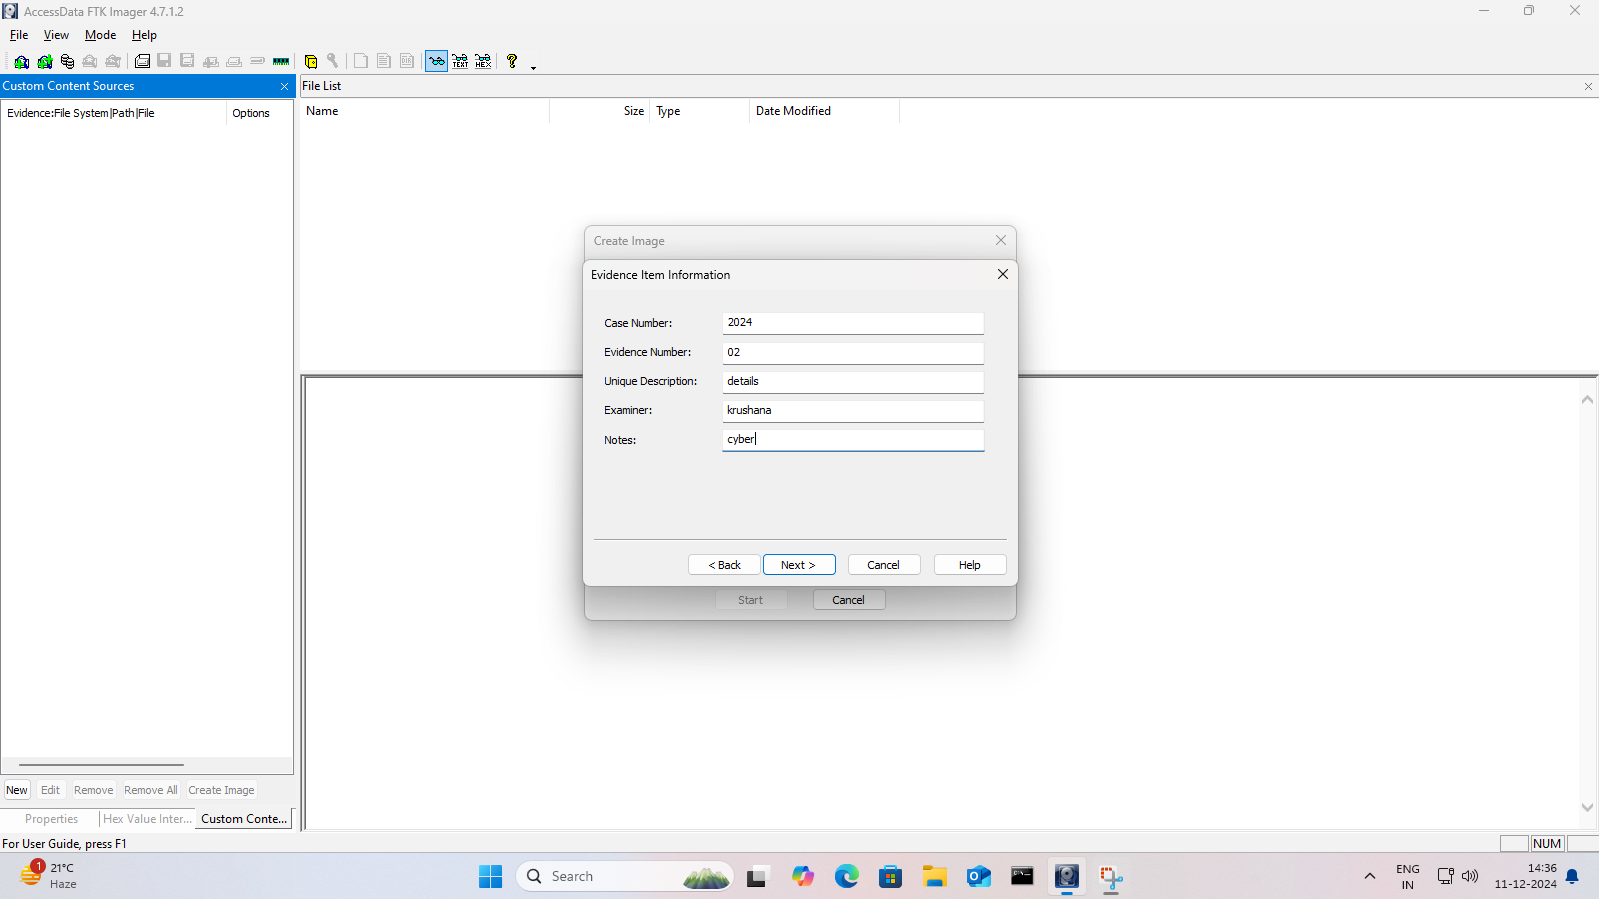 AccessData FTK Imager 4.7.1.2
File View Mode Help
TEXT HEX
Custom Content Sources
File List
Evidence:File System|Path|File Options
Name Size Type Date Modified
Create Image
Evidence Item Information
Case Number: 2024
Evidence Number: 02
Unique Description: details
Examiner: krushana
Notes: cyber
< Back Next > Cancel Help
Start Cancel
New Edit Remove Remove All Create Image
Properties Hex Value Inter... Custom Conte...
For User Guide, press F1
NUM
1
21°C
Haze
Search
ENG
IN
14:36
11-12-2024